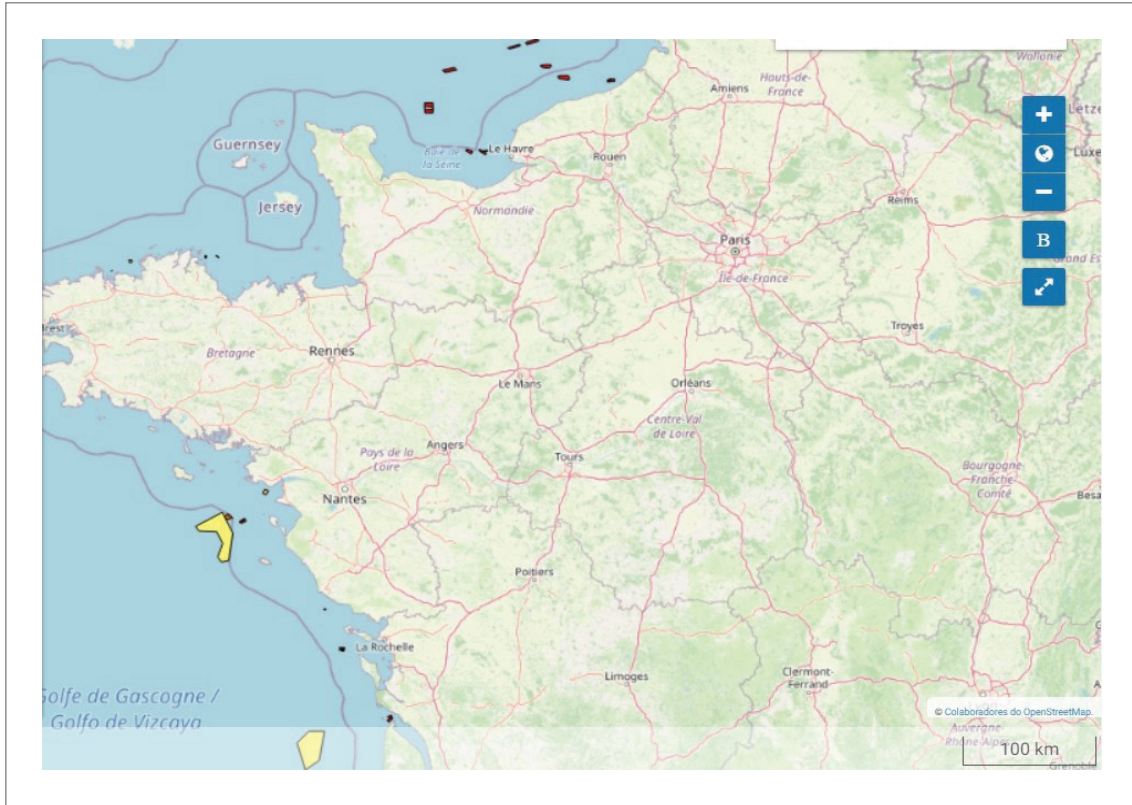 Wallonie
Hauts-de-
France
Amiens
Guernsey
Baie de
la Seine
Le Havre
Rouen
Luxe
Reims
Jersey
Normandie
Paris
B
Île-de-France
Grand Es
Troyes
Brest
Bretagne
Rennes
Le Mans
Orléans
Centre-Val
de Loire
Angers
Pays de la
Loire
Tours
Bourgogne-
Franche-
Comté
Besa
Nantes
Poitiers
La Rochelle
Limoges
Clermont-
Ferrand
Golfe de Gascogne /
Golfo de Vizcaya
© Colaboradores do OpenStreetMap.
Auvergne-
Rhône-Alpes
100 km
Grenoble